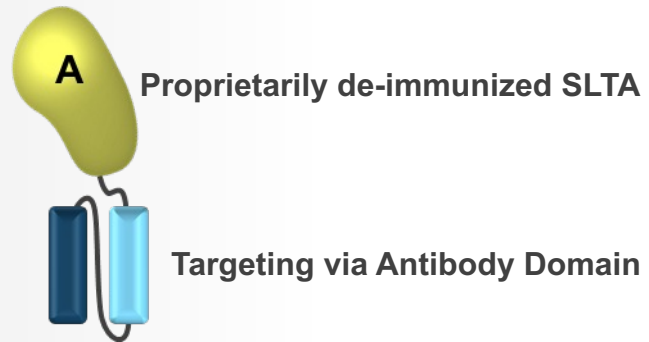 A
Proprietarily de-immunized SLTA
Targeting via Antibody Domain